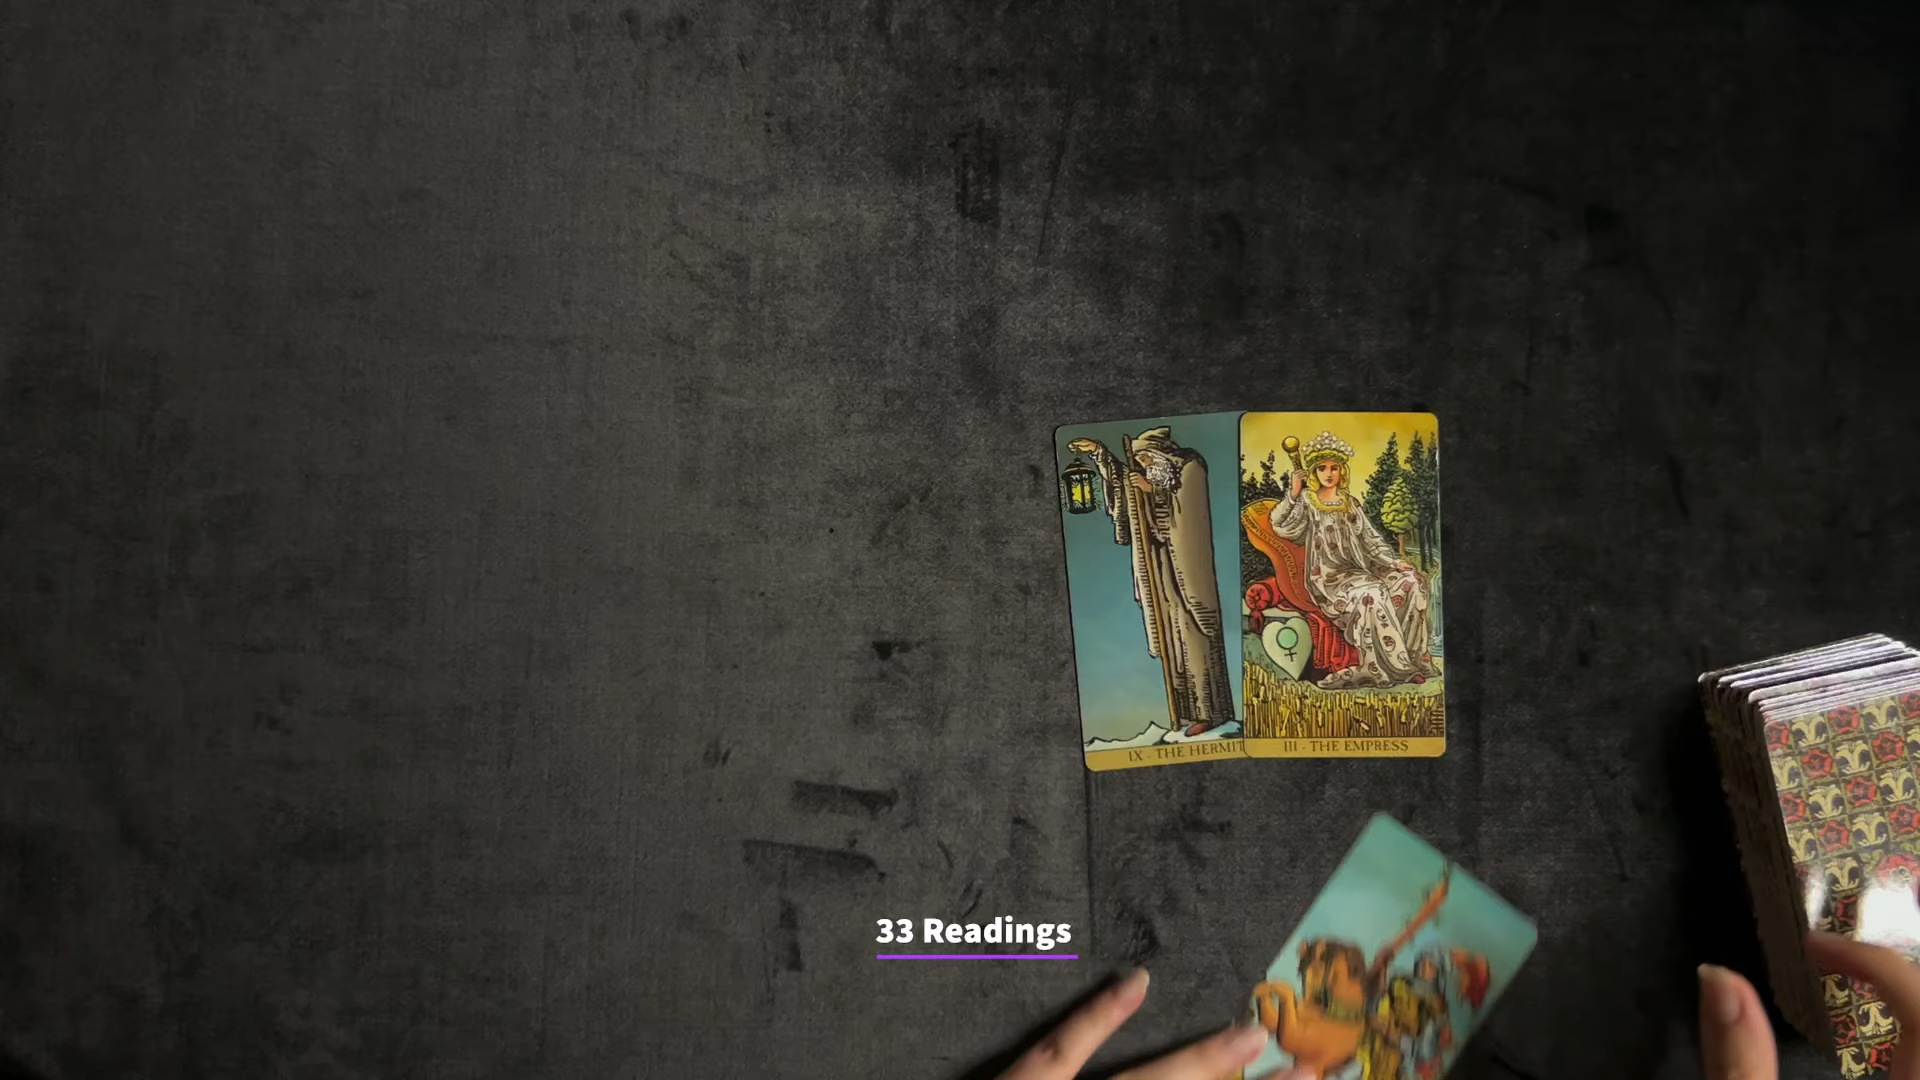 IX - THE HERMIT
III - THE EMPRESS
33 Readings